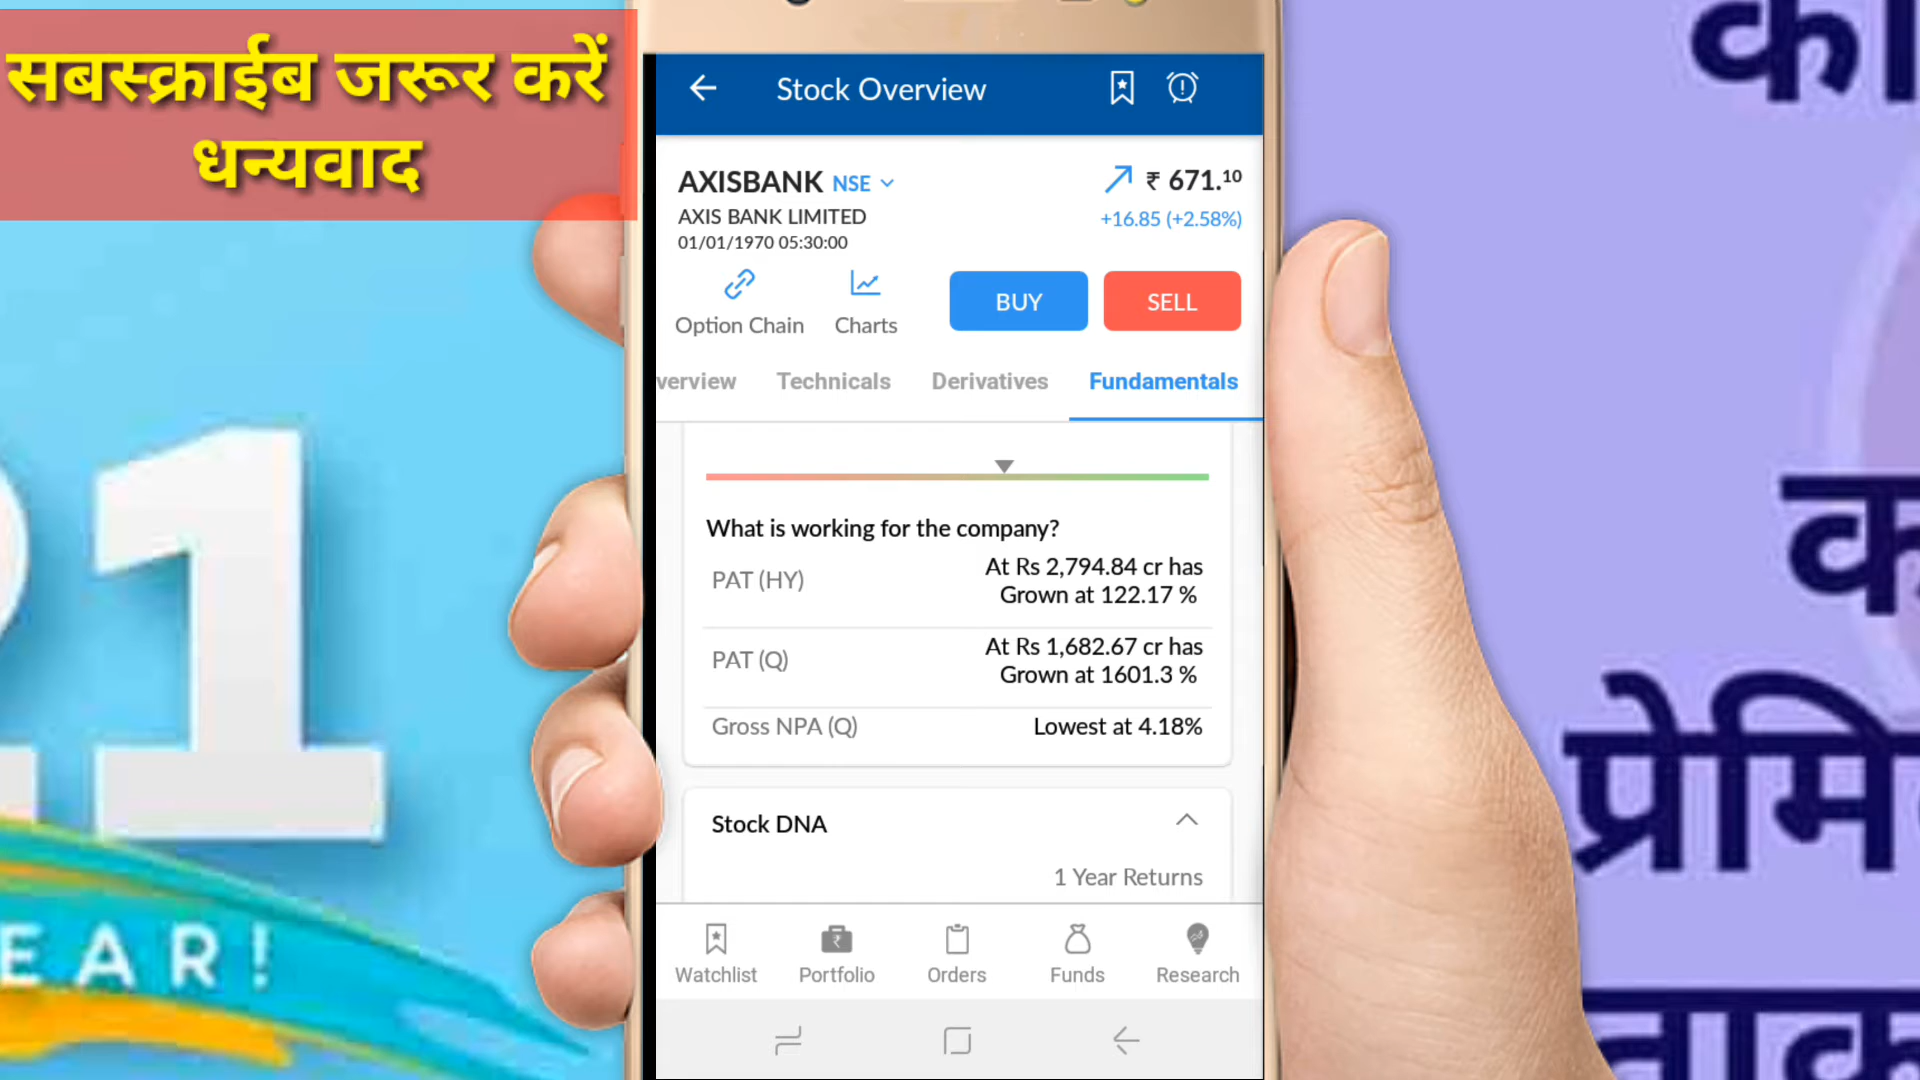 सबस्क्राईब जरूर करें
धन्यवाद
Stock Overview
AXISBANK NSE
₹ 671.10
AXIS BANK LIMITED
+16.85 (+2.58%)
01/01/1970 05:30:00
Option Chain
Charts
BUY
SELL
verview
Technicals
Derivatives
Fundamentals
What is working for the company?
PAT (HY)
At Rs 2,794.84 cr has
Grown at 122.17 %
PAT (Q)
At Rs 1,682.67 cr has
Grown at 1601.3 %
Gross NPA (Q)
Lowest at 4.18%
Stock DNA
1 Year Returns
Watchlist
Portfolio
Orders
Funds
Research
21
EAR!